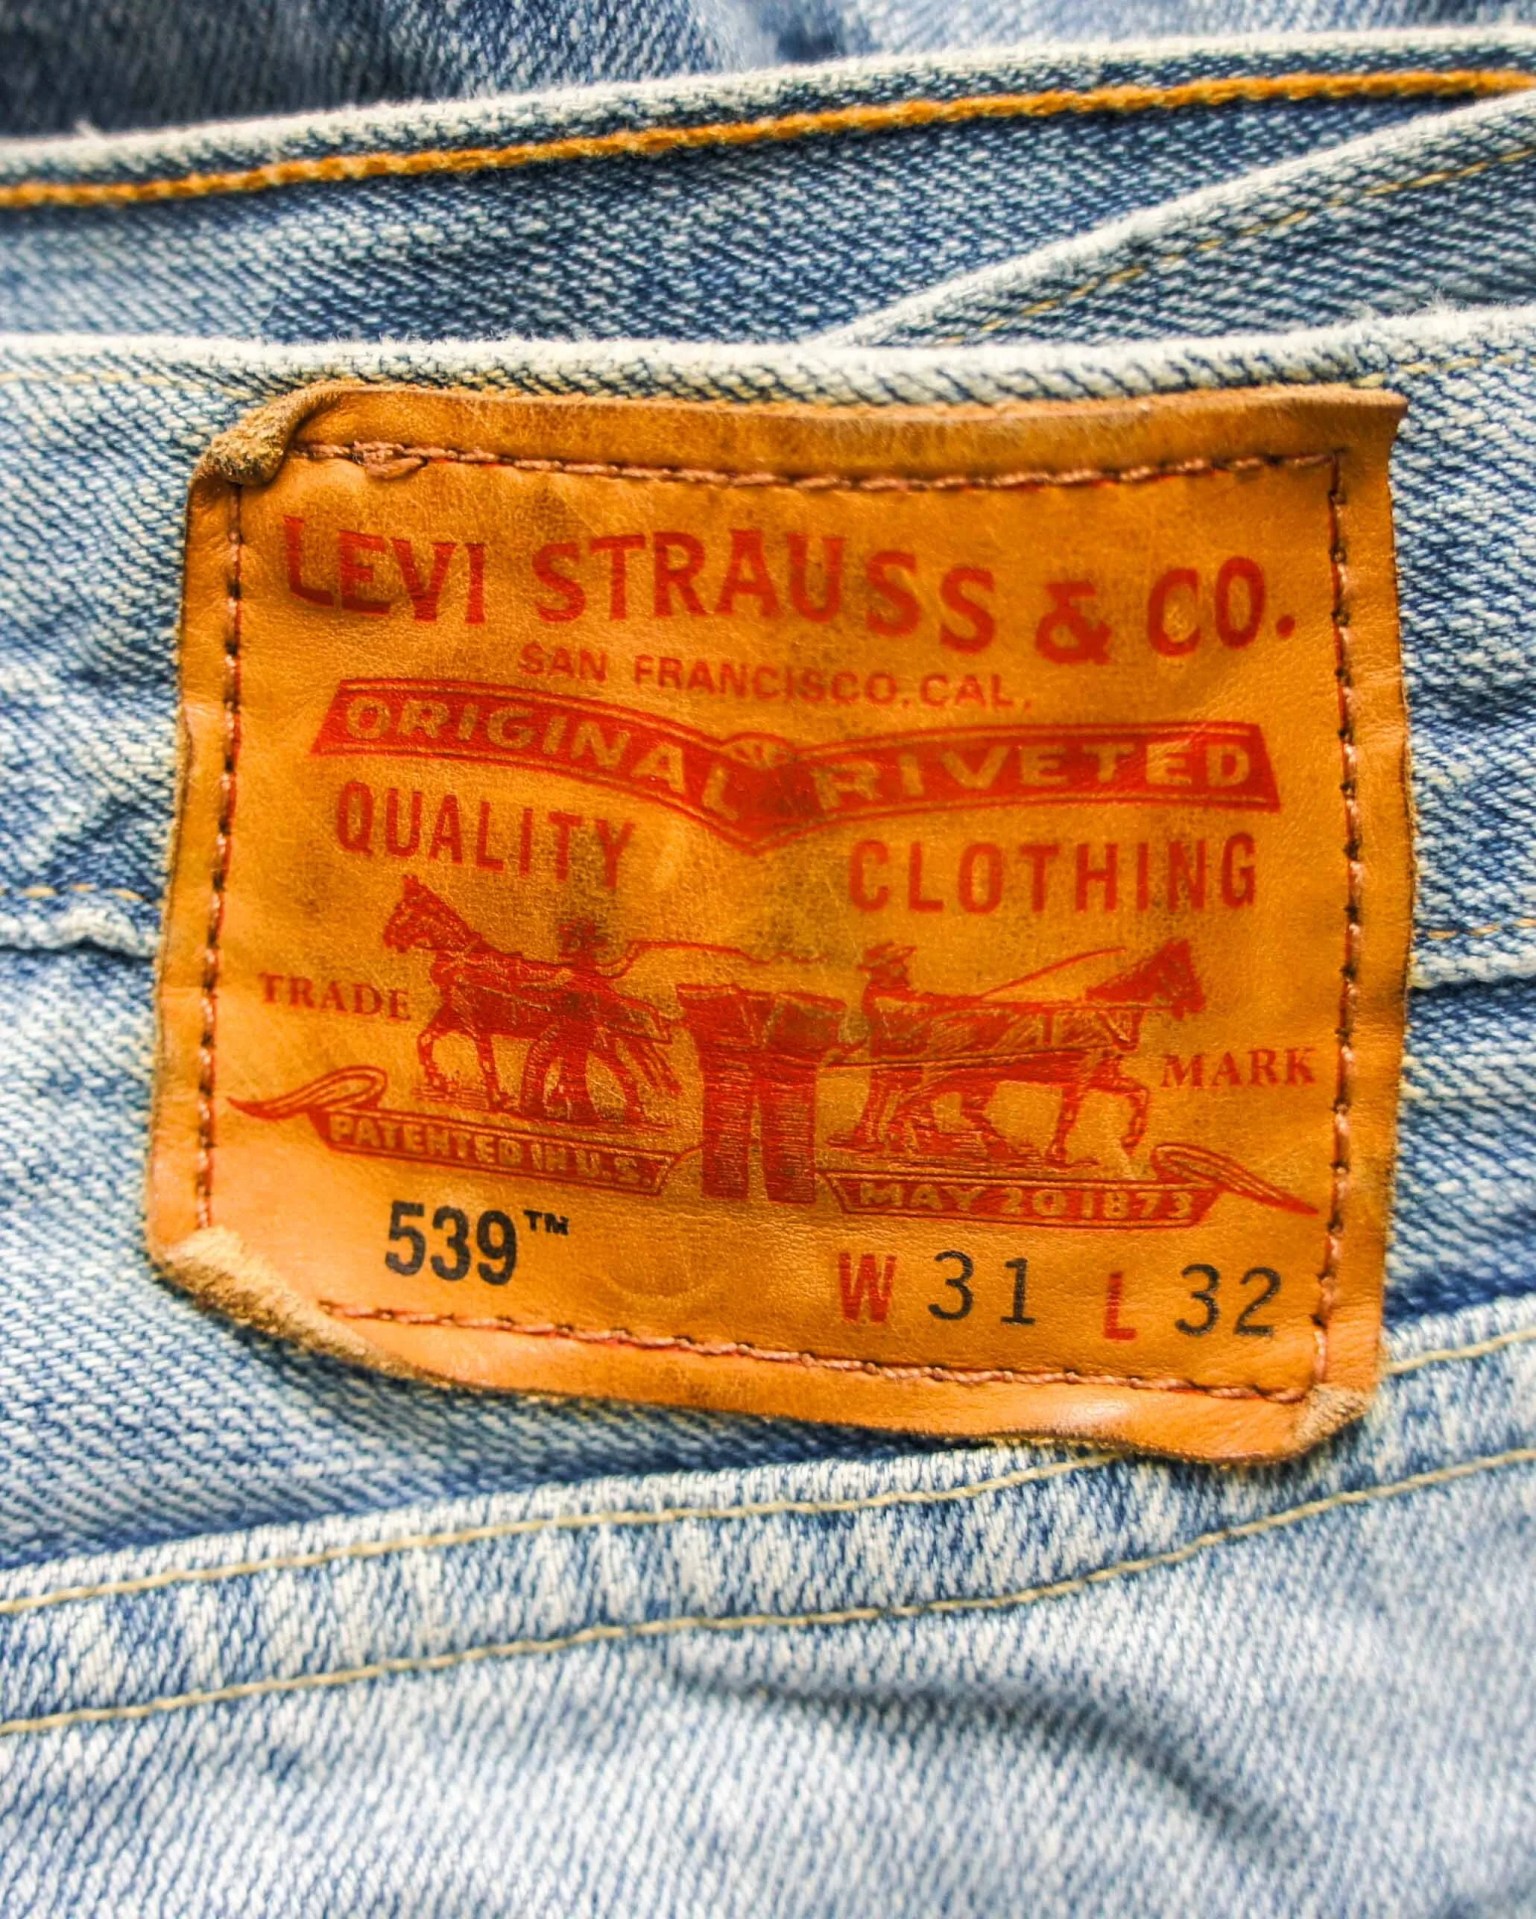 LEVI STRAUSS & CO.
SAN FRANCISCO, CAL.
ORIGINAL RIVETED
QUALITY CLOTHING
TRADE MARK
PATENTED IN U.S. MAY 20 1873
539™ W 31 L 32